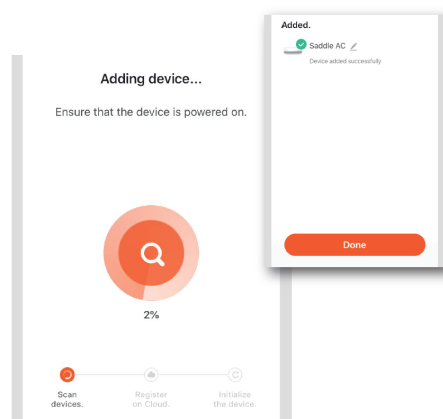 Adding device...
Ensure that the device is powered on.
2%
Scan
devices.
Register
on Cloud.
Initialize
the device.
Added.
Saddle AC
Device added successfully
Done